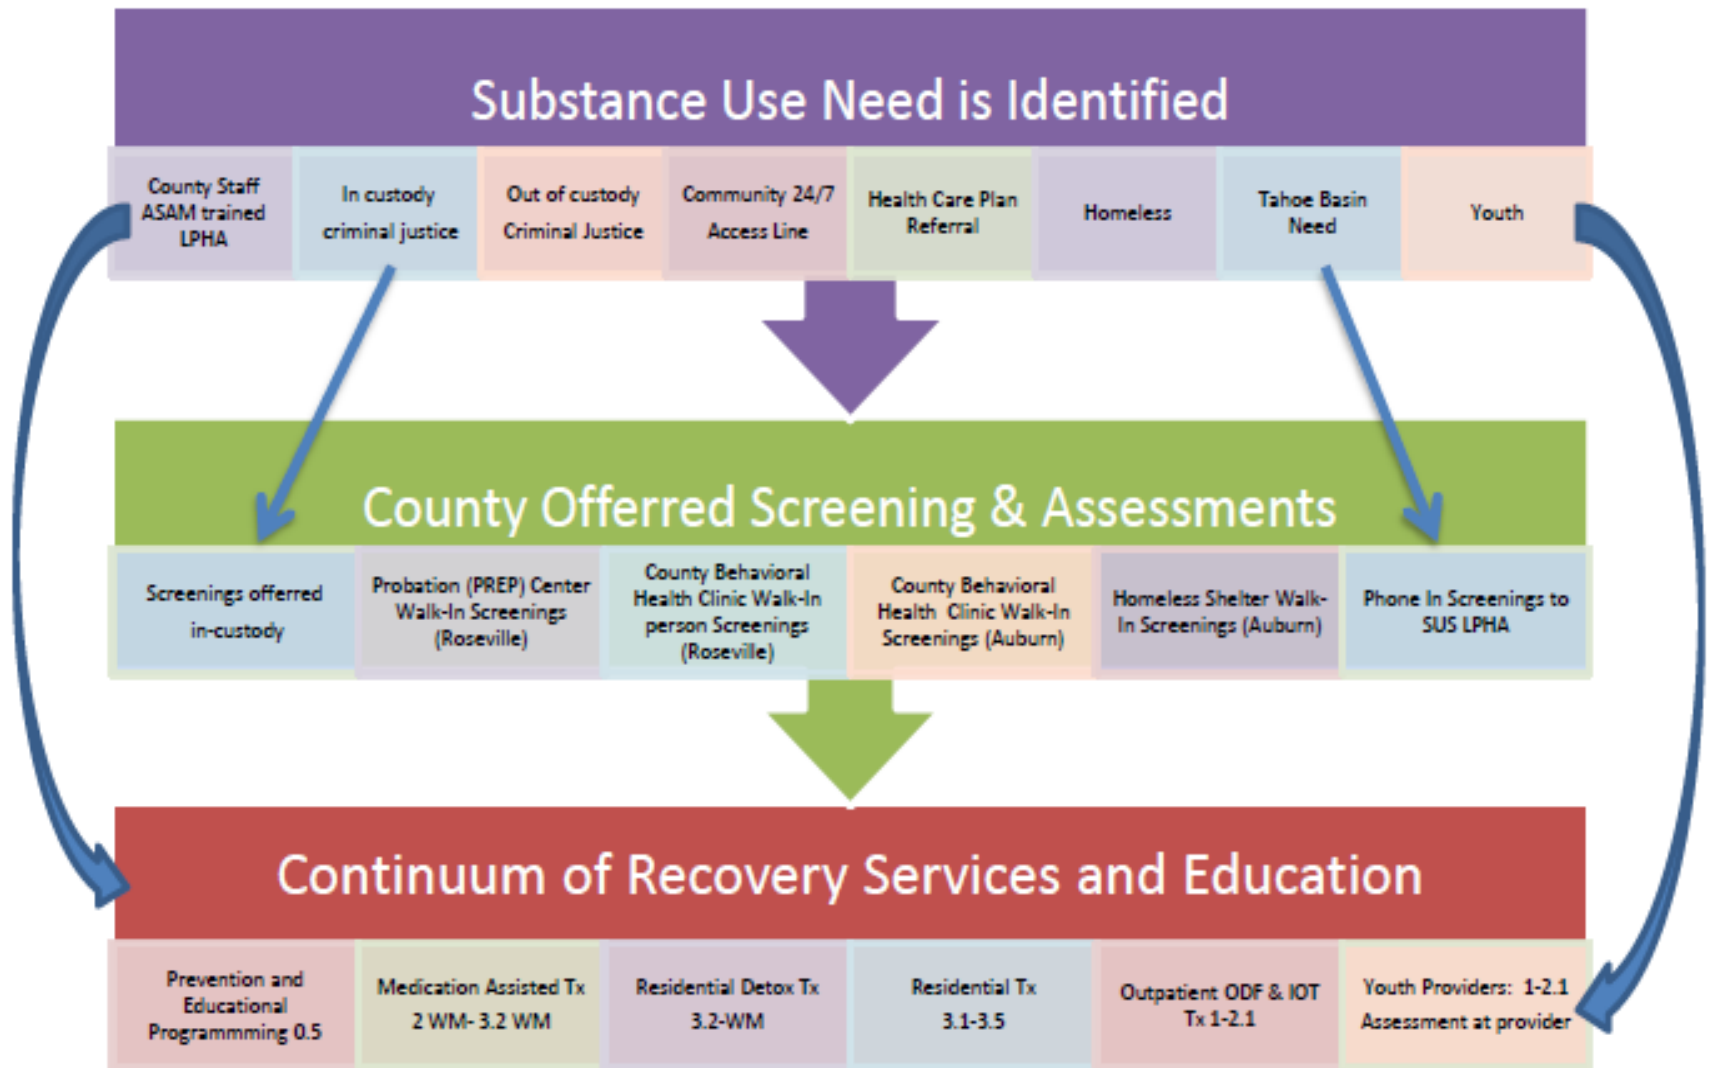 Substance Use Need is Identified
County Staff
ASAM trained
LPHA
In custody
criminal justice
Out of custody
Criminal Justice
Community 24/7
Access Line
Health Care Plan
Referral
Homeless
Tahoe Basin
Need
Youth
County Offerred Screening & Assessments
Screenings offerred
in-custody
Probation (PREP) Center
Walk-In Screenings
(Roseville)
County Behavioral
Health Clinic Walk-In
person Screenings
(Roseville)
County Behavioral
Health Clinic Walk-In
Screenings (Auburn)
Homeless Shelter Walk-
In Screenings (Auburn)
Phone In Screenings to
SUS LPHA
Continuum of Recovery Services and Education
Prevention and
Educational
Programmming 0.5
Medication Assisted Tx
2 WM- 3.2 WM
Residential Detox Tx
3.2-WM
Residential Tx
3.1-3.5
Outpatient ODF & IOT
Tx 1-2.1
Youth Providers: 1-2.1
Assessment at provider